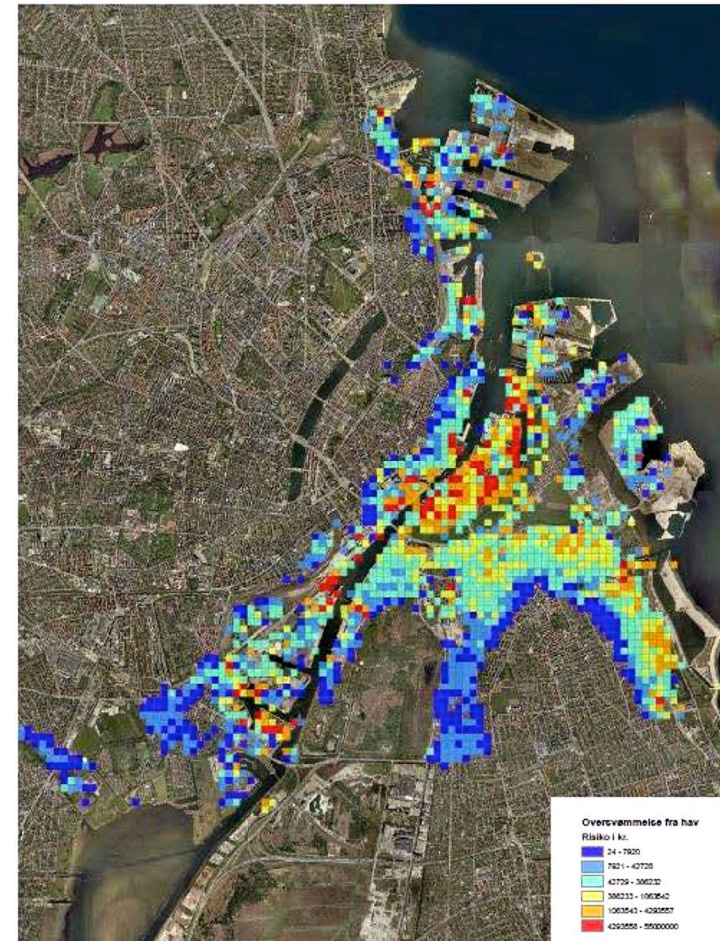 Oversvømmelse fra hav
Risiko i kr.
24 - 7920
7921 - 42728
42729 - 386232
386233 - 1063542
1063543 - 4293557
4293558 - 55000000